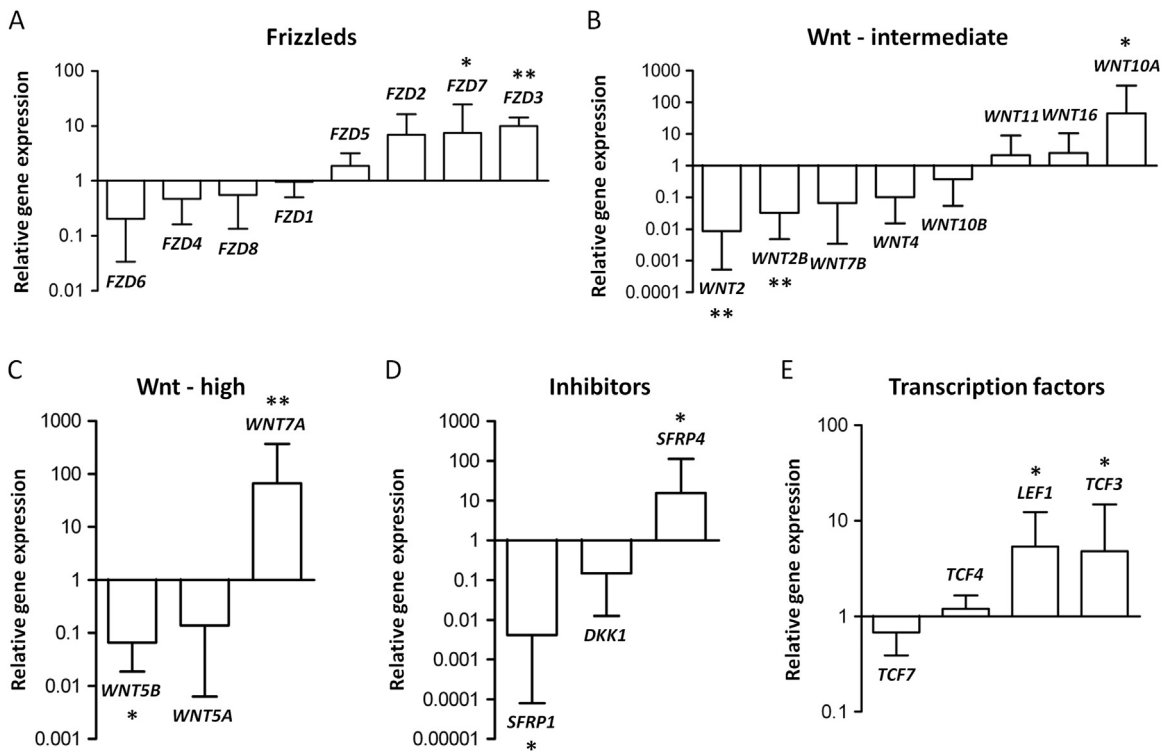 A
Frizzleds
Relative gene expression
100
10
1
0.1
0.01
FZD6
FZD4
FZD8
FZD1
FZD5
FZD2
*
FZD7
**
FZD3
B
Wnt - intermediate
Relative gene expression
1000
100
10
1
0.1
0.01
0.001
0.0001
WNT2
**
WNT2B
**
WNT7B
WNT4
WNT10B
WNT11
WNT16
*
WNT10A
C
Wnt - high
Relative gene expression
1000
100
10
1
0.1
0.01
0.001
WNT5B
*
WNT5A
**
WNT7A
D
Inhibitors
Relative gene expression
1000
100
10
1
0.1
0.01
0.001
0.0001
0.00001
SFRP1
*
DKK1
*
SFRP4
E
Transcription factors
Relative gene expression
100
10
1
0.1
TCF7
TCF4
*
LEF1
*
TCF3